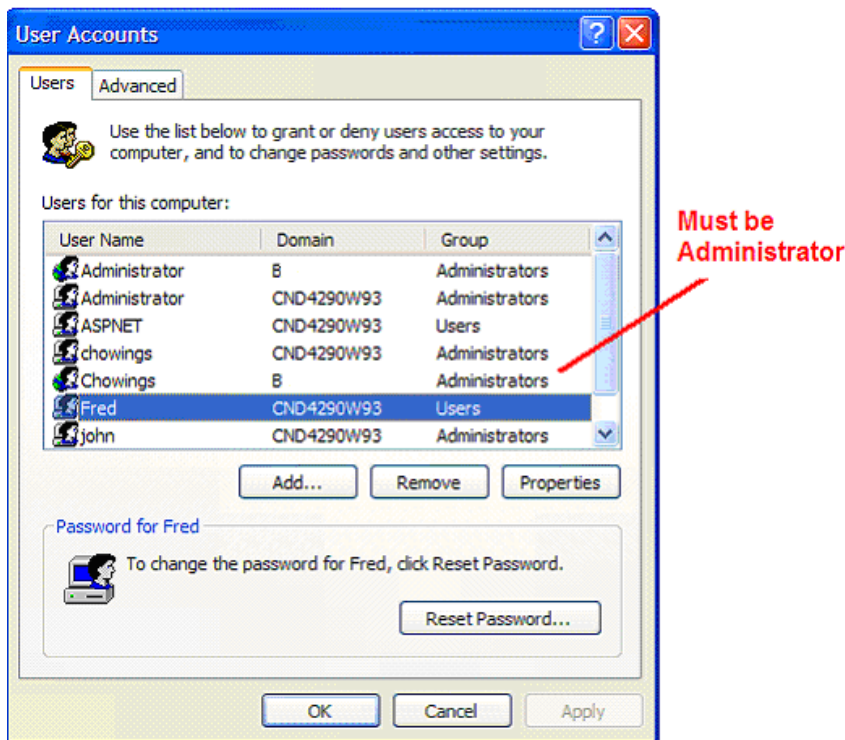 User Accounts
Users Advanced
Use the list below to grant or deny users access to your
computer, and to change passwords and other settings.
Users for this computer:
User Name Domain Group
Administrator B Administrators
Administrator CND4290W93 Administrators
ASPNET CND4290W93 Users
chowings CND4290W93 Administrators
Chowings B Administrators
Fred CND4290W93 Users
john CND4290W93 Administrators
Must be
Administrator
Add... Remove Properties
Password for Fred
To change the password for Fred, click Reset Password.
Reset Password...
OK Cancel Apply